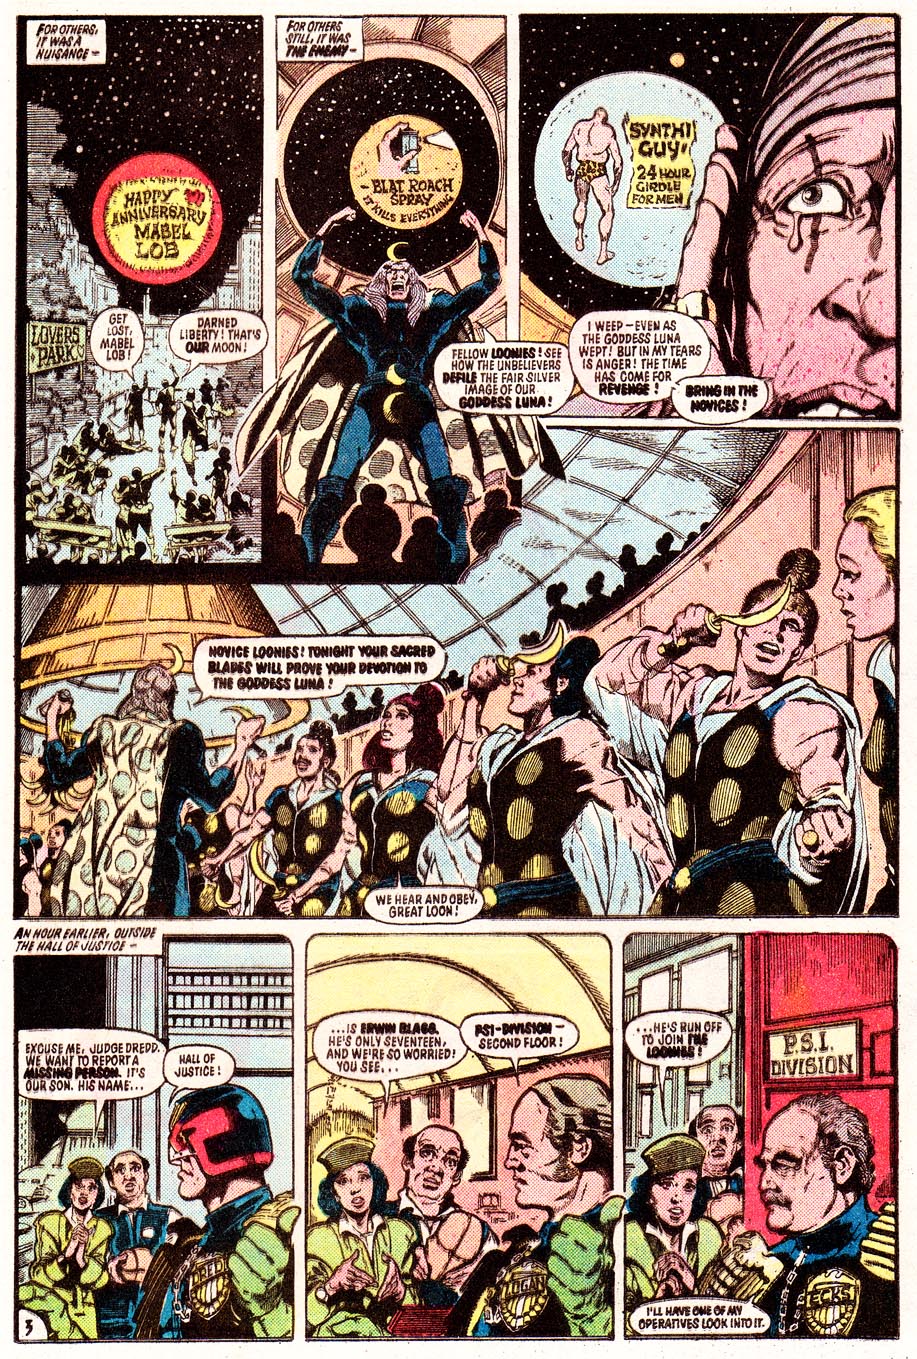 FOR OTHERS,
IT WAS A
NUISANCE –
HAPPY
ANNIVERSARY
MABEL
LOB
LOVERS
PARK
GET
LOST,
MABEL
LOB!
DARNED
LIBERTY! THAT'S
OUR MOON!
FOR OTHERS
STILL, IT WAS
THE ENEMY –
– BLAT ROACH
SPRAY –
IT KILLS EVERYTHING
FELLOW LOONIES! SEE
HOW THE UNBELIEVERS
DEFILE THE FAIR SILVER
IMAGE OF OUR
GODDESS LUNA!
SYNTHI
GUY!
24 HOUR
GIRDLE
FOR MEN
I WEEP – EVEN AS
THE GODDESS LUNA
WEPT! BUT IN MY TEARS
IS ANGER! THE TIME
HAS COME FOR
REVENGE!
BRING IN THE
NOVICES!
NOVICE LOONIES! TONIGHT YOUR SACRED
BLADES WILL PROVE YOUR DEVOTION TO
THE GODDESS LUNA!
WE HEAR AND OBEY,
GREAT LOON!
AN HOUR EARLIER, OUTSIDE
THE HALL OF JUSTICE –
EXCUSE ME, JUDGE DREDD.
WE WANT TO REPORT A
MISSING PERSON. IT'S
OUR SON. HIS NAME...
HALL OF
JUSTICE!
DREDD
3
...IS ERWIN BLAGG.
HE'S ONLY SEVENTEEN,
AND WE'RE SO WORRIED!
YOU SEE...
PSI-DIVISION –
SECOND FLOOR!
LOGAN
...HE'S RUN OFF
TO JOIN THE
LOONIES!
P.S.I.
DIVISION
ECKS
I'LL HAVE ONE OF MY
OPERATIVES LOOK INTO IT.